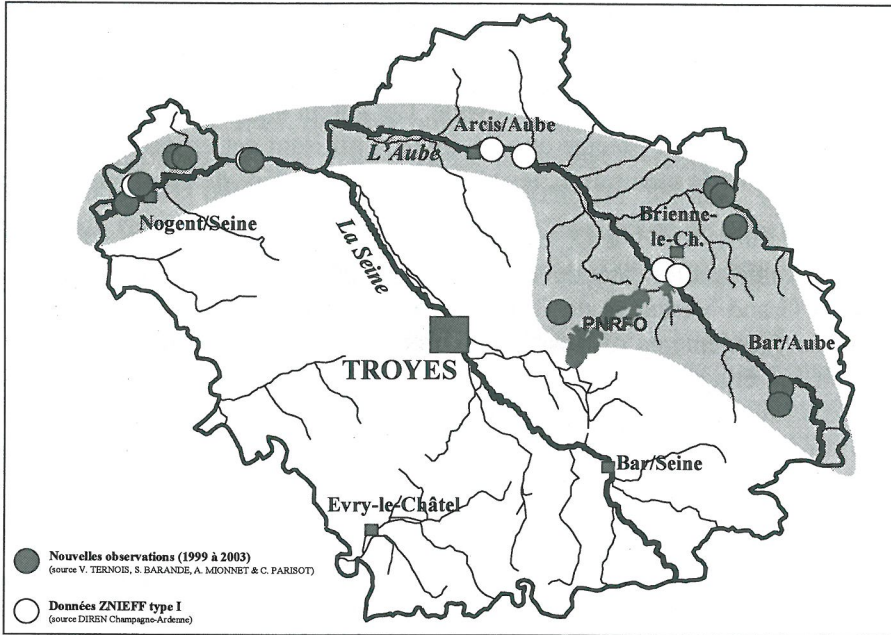 Arcis/Aube
L'Aube
Nogent/Seine
Brienne-
le-Ch.
La Seine
PNRFO
Bar/Aube
TROYES
Bar/Seine
Evry-le-Châtel
Nouvelles observations (1999 à 2003)
(source V. TERNOIS, S. BARANDE, A. MIONNET & C. PARISOT)
Données ZNIEFF type I
(source DIREN Champagne-Ardenne)